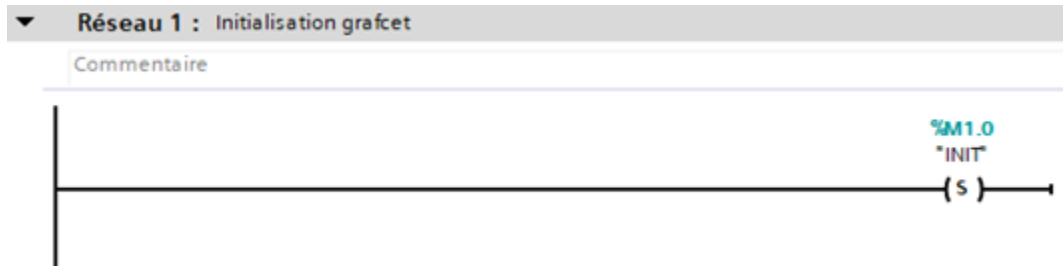 Réseau 1 : Initialisation grafcet
Commentaire
%M1.0
"INIT"
( S )